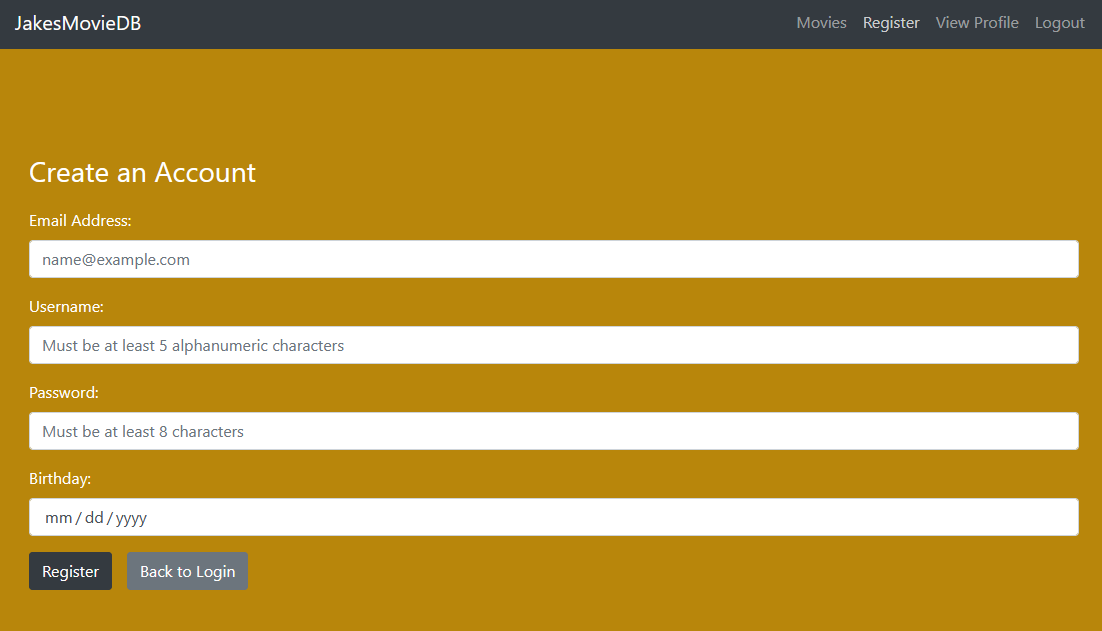 JakesMovieDB Movies Register View Profile Logout
Create an Account
Email Address:
name@example.com
Username:
Must be at least 5 alphanumeric characters
Password:
Must be at least 8 characters
Birthday:
mm/dd/yyyy
Register Back to Login